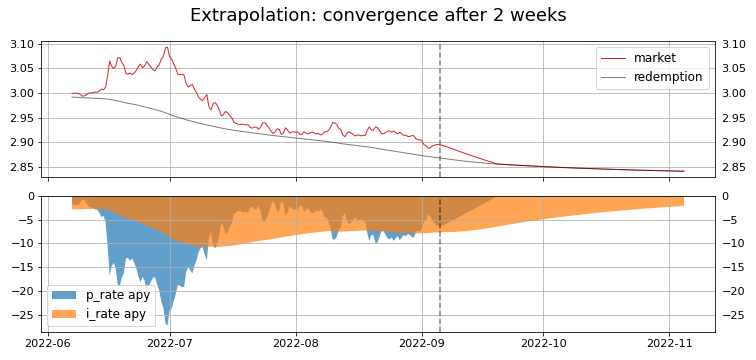 Extrapolation: convergence after 2 weeks
3.10 3.10
3.05 3.05
3.00 3.00
2.95 2.95
2.90 2.90
2.85 2.85
market
redemption
0 0
−5 −5
−10 −10
−15 −15
−20 −20
−25 −25
p_rate apy
i_rate apy
2022-06 2022-07 2022-08 2022-09 2022-10 2022-11